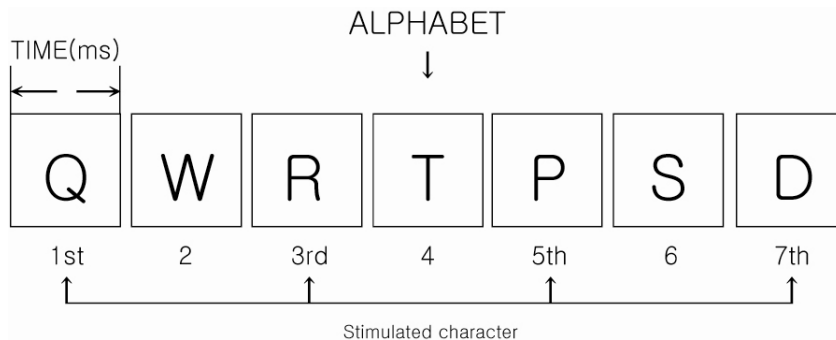 ALPHABET
TIME(ms)
Q W R T P S D
1st 2 3rd 4 5th 6 7th
Stimulated character